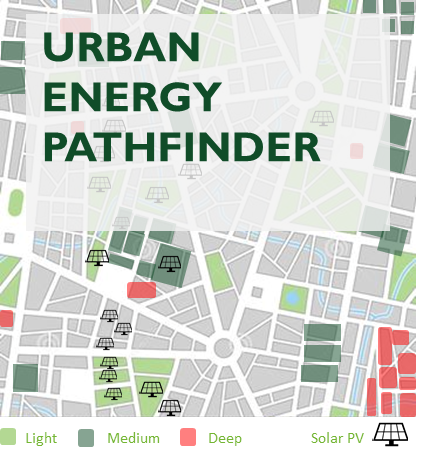 URBAN
ENERGY
PATHFINDER
Light Medium Deep Solar PV